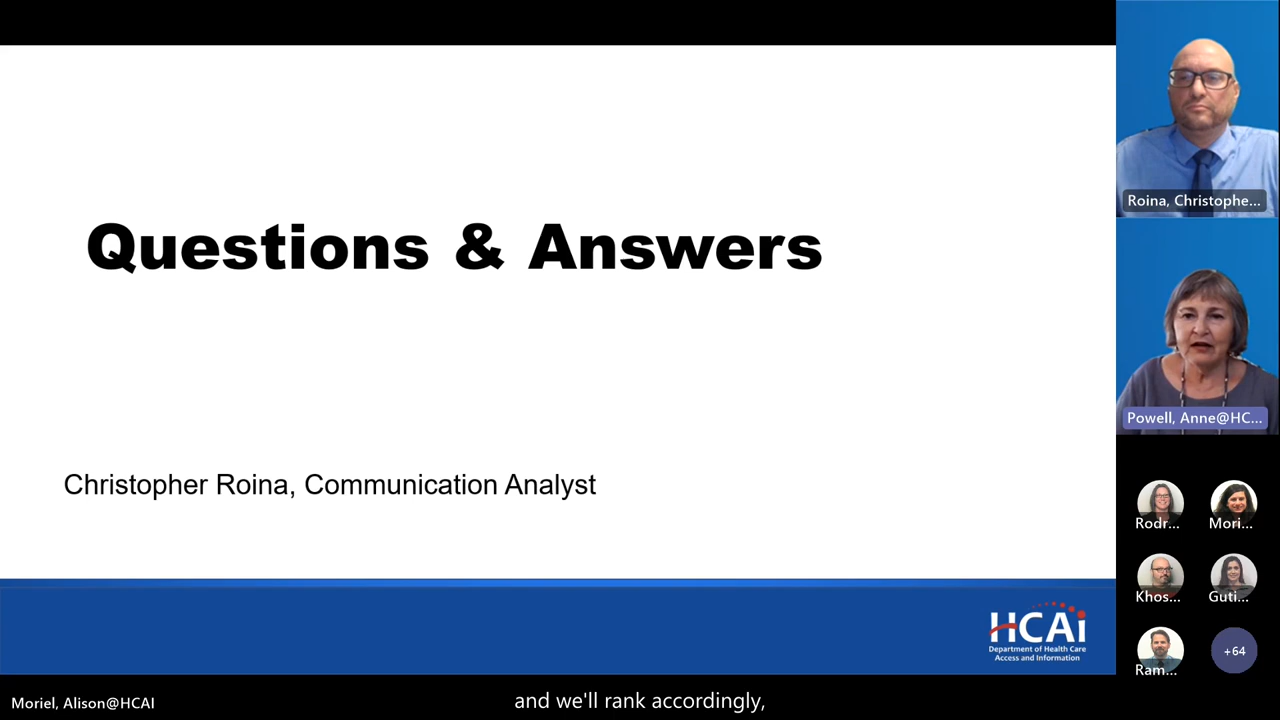 Questions & Answers
Christopher Roina, Communication Analyst
HCAi
Department of Health Care
Access and Information
Roina, Christophe...
Powell, Anne@HC...
Rodr...
Mori...
Khos...
Guti...
Ram...
+64
Moriel, Alison@HCAI
and we'll rank accordingly,